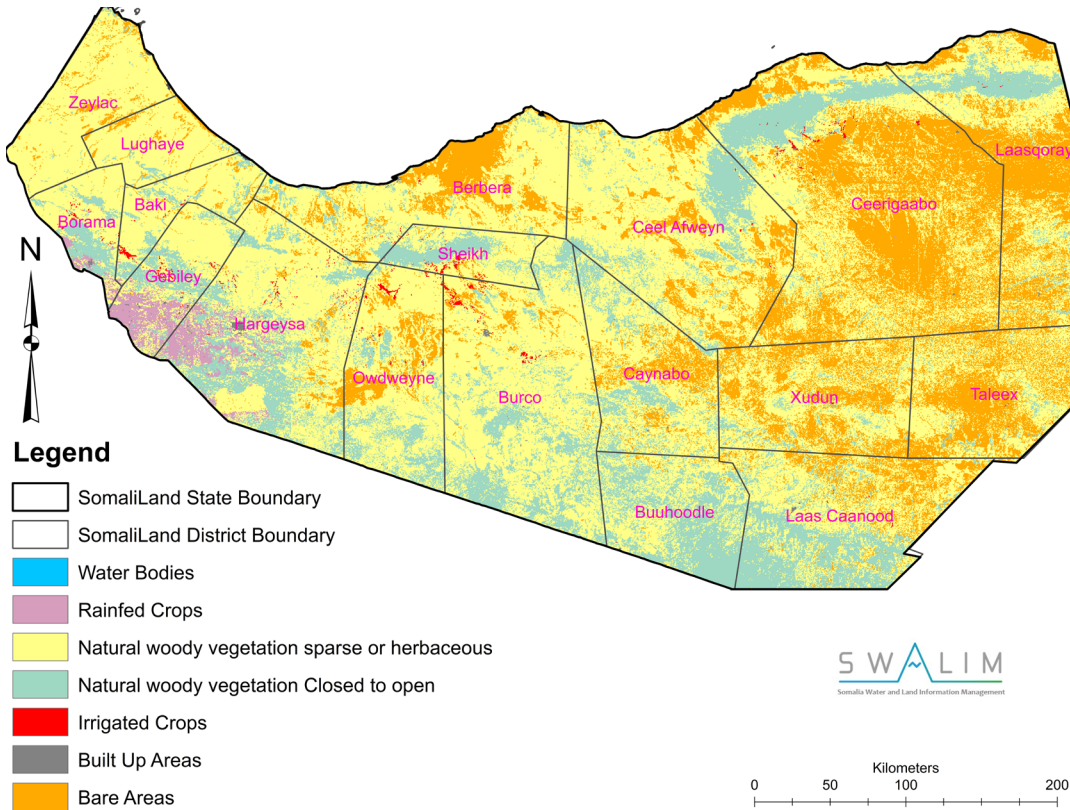 Zeylac
Lughaye
Laasqoray
Berbera
Baki
Ceerigaabo
Borama
Ceel Afweyn
N
Sheikh
Gebiley
Hargeysa
Owdweyne
Caynabo
Burco
Xudun
Taleex
Legend
SomaliLand State Boundary
SomaliLand District Boundary
Buuhoodle
Laas Caanood
Water Bodies
Rainfed Crops
Natural woody vegetation sparse or herbaceous
Natural woody vegetation Closed to open
Irrigated Crops
Built Up Areas
Bare Areas
SWALIM
Somalia Water and Land Information Management
Kilometers
0 50 100 200